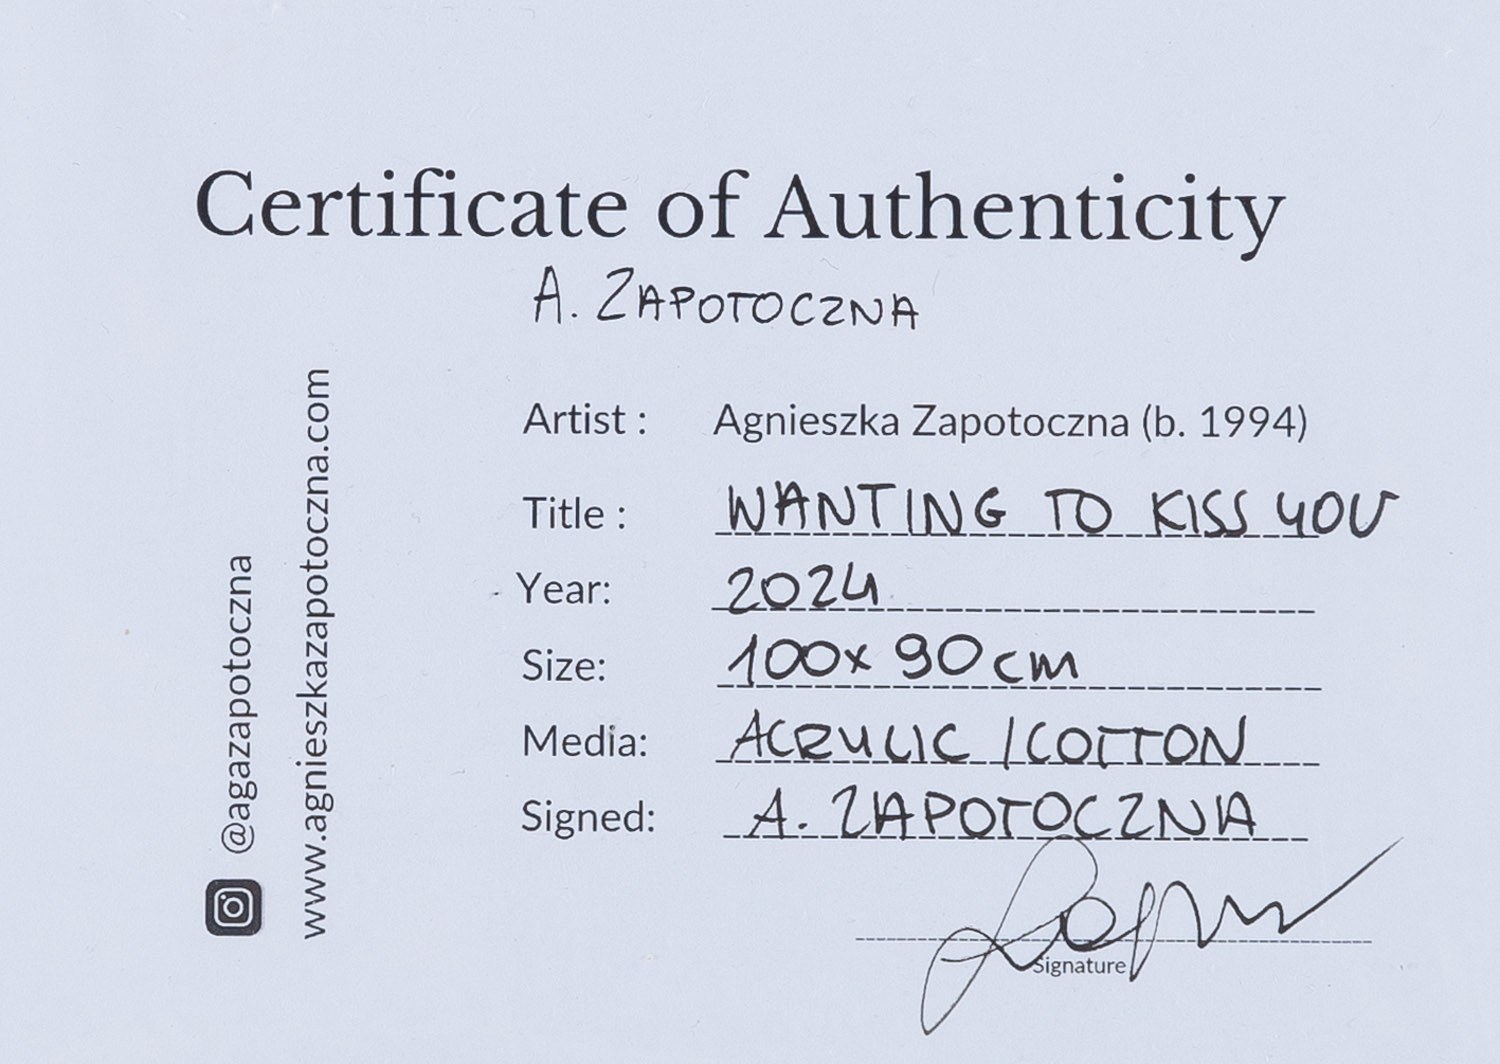 Certificate of Authenticity
A. ZAPOTOCZNA
Artist : Agnieszka Zapotoczna (b. 1994)
Title : WANTING TO KISS YOU
Year: 2024
Size: 100x 90cm
Media: ACRYLIC / COTTON
Signed: A. ZAPOTOCZNA
Signature
@agazapotoczna
www.agnieszkazapotoczna.com